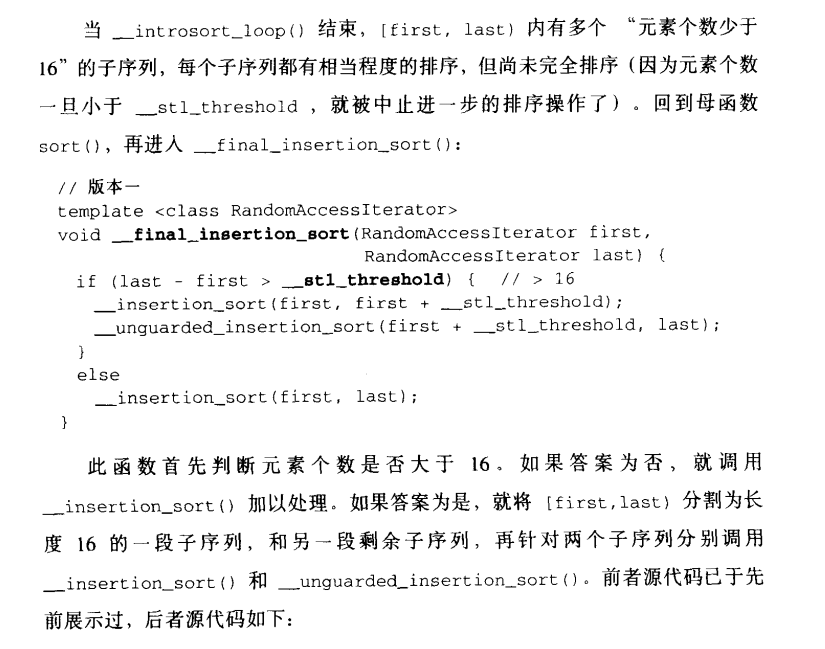 当 __introsort_loop() 结束，[first, last) 内有多个 “元素个数少于
16”的子序列，每个子序列都有相当程度的排序，但尚未完全排序（因为元素个数
一旦小于 __stl_threshold ，就被中止进一步的排序操作了）。回到母函数
sort()，再进入 __final_insertion_sort()：
// 版本一
template <class RandomAccessIterator>
void __final_insertion_sort(RandomAccessIterator first,
RandomAccessIterator last) {
if (last - first > __stl_threshold) { // > 16
__insertion_sort(first, first + __stl_threshold);
__unguarded_insertion_sort(first + __stl_threshold, last);
}
else
__insertion_sort(first, last);
}
此函数首先判断元素个数是否大于 16。如果答案为否，就调用
__insertion_sort() 加以处理。如果答案为是，就将 [first,last) 分割为长
度 16 的一段子序列，和另一段剩余子序列，再针对两个子序列分别调用
__insertion_sort() 和 __unguarded_insertion_sort()。前者源代码已于先
前展示过，后者源代码如下：